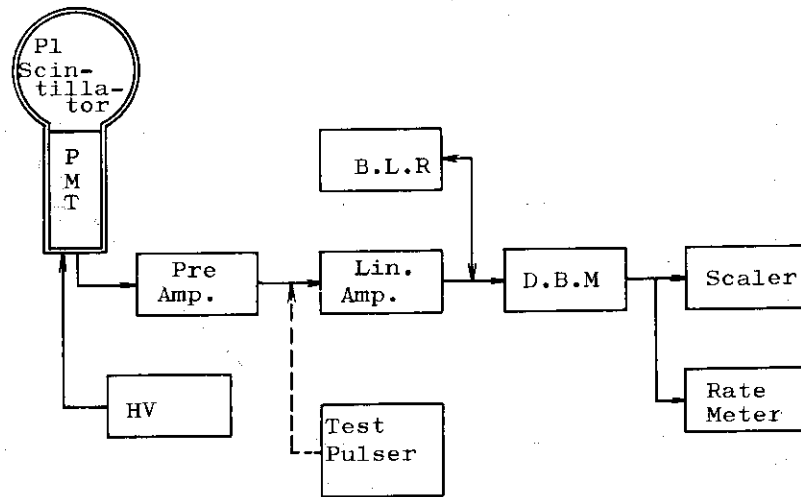 Pl
Scin-
tilla-
tor
P
M
T
B.L.R
Pre
Amp.
Lin.
Amp.
D.B.M
Scaler
HV
Test
Pulser
Rate
Meter